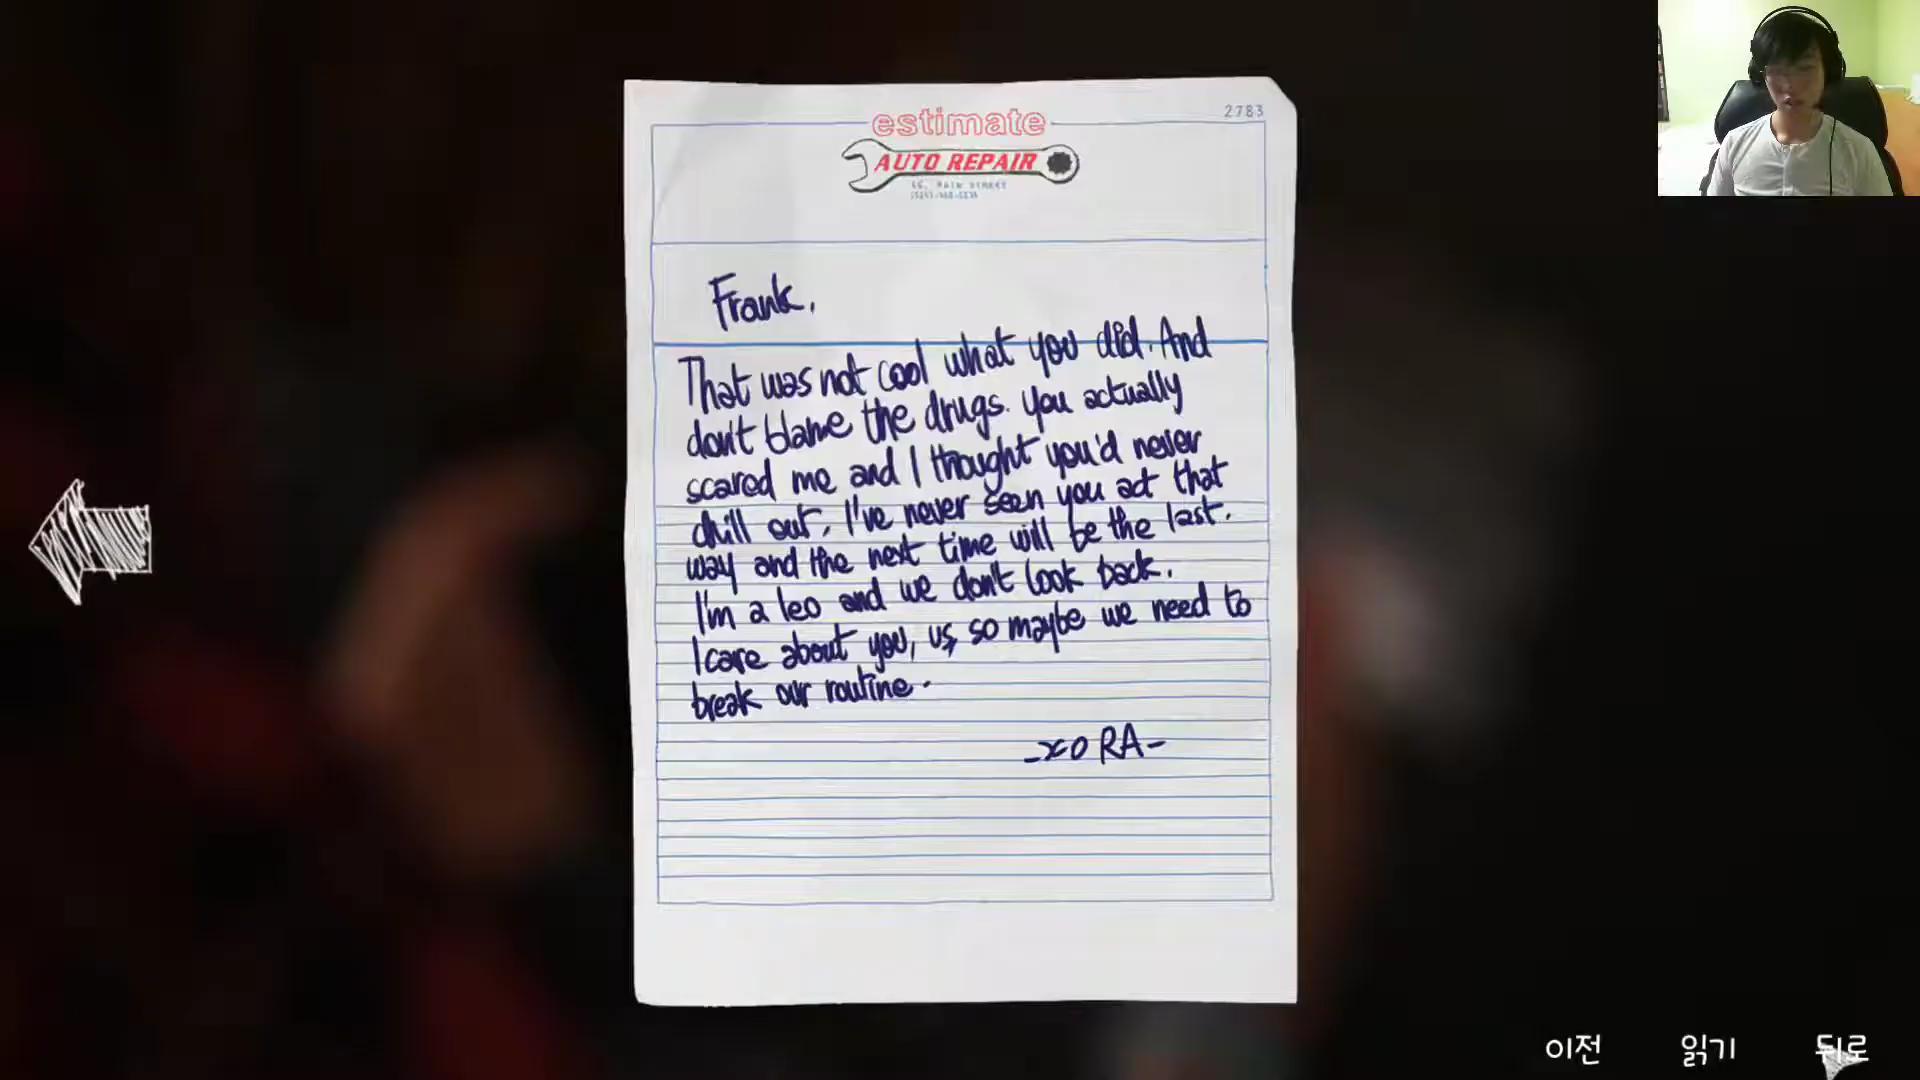 estimate
2783
AUTO REPAIR
MAIN STREET
Frank,
That was not cool what you did. And
don't blame the drugs. You actually
scared me and I thought you'd never
chill out. I've never seen you act that
way and the next time will be the last.
I'm a leo and we don't look back.
I care about you, us, so maybe we need to
break our routine.
-xo RA-
이전
읽기
뒤로